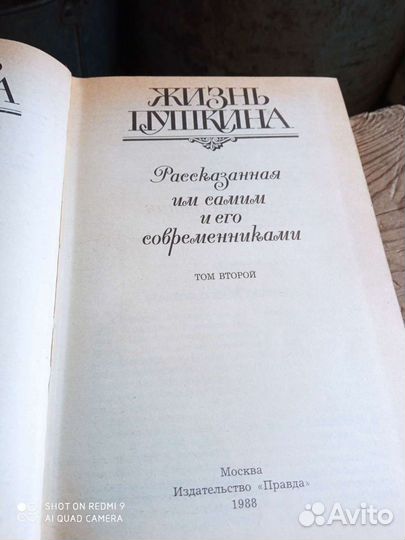 А
ЖИЗНЬ
ПУШКИНА
Рассказанная
им самим
и его
современниками
ТОМ ВТОРОЙ
Москва
Издательство «Правда»
1988
SHOT ON REDMI 9
AI QUAD CAMERA
Avito